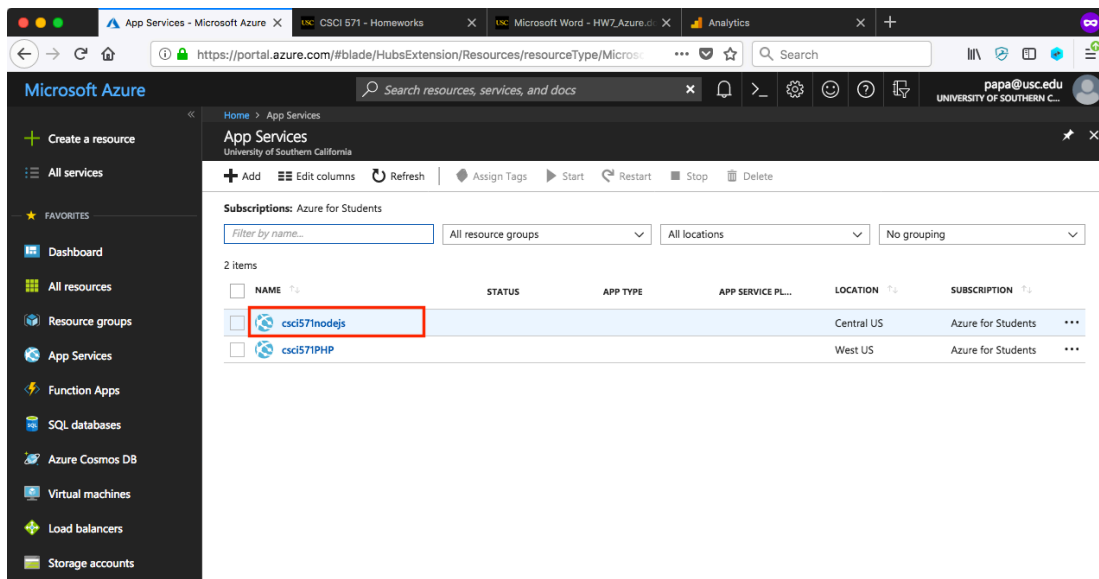 App Services - Microsoft Azure
CSCI 571 - Homeworks
Microsoft Word - HW7_Azure.d
Analytics
https://portal.azure.com/#blade/HubsExtension/Resources/resourceType/Micros
Search
Microsoft Azure
Search resources, services, and docs
papa@usc.edu
UNIVERSITY OF SOUTHERN C...
Home > App Services
App Services
University of Southern California
Create a resource
All services
FAVORITES
Dashboard
All resources
Resource groups
App Services
Function Apps
SQL databases
Azure Cosmos DB
Virtual machines
Load balancers
Storage accounts
Add Edit columns Refresh Assign Tags Start Restart Stop Delete
Subscriptions: Azure for Students
Filter by name... All resource groups All locations No grouping
2 items
NAME STATUS APP TYPE APP SERVICE PL... LOCATION SUBSCRIPTION
csci571nodejs Central US Azure for Students
csci571PHP West US Azure for Students